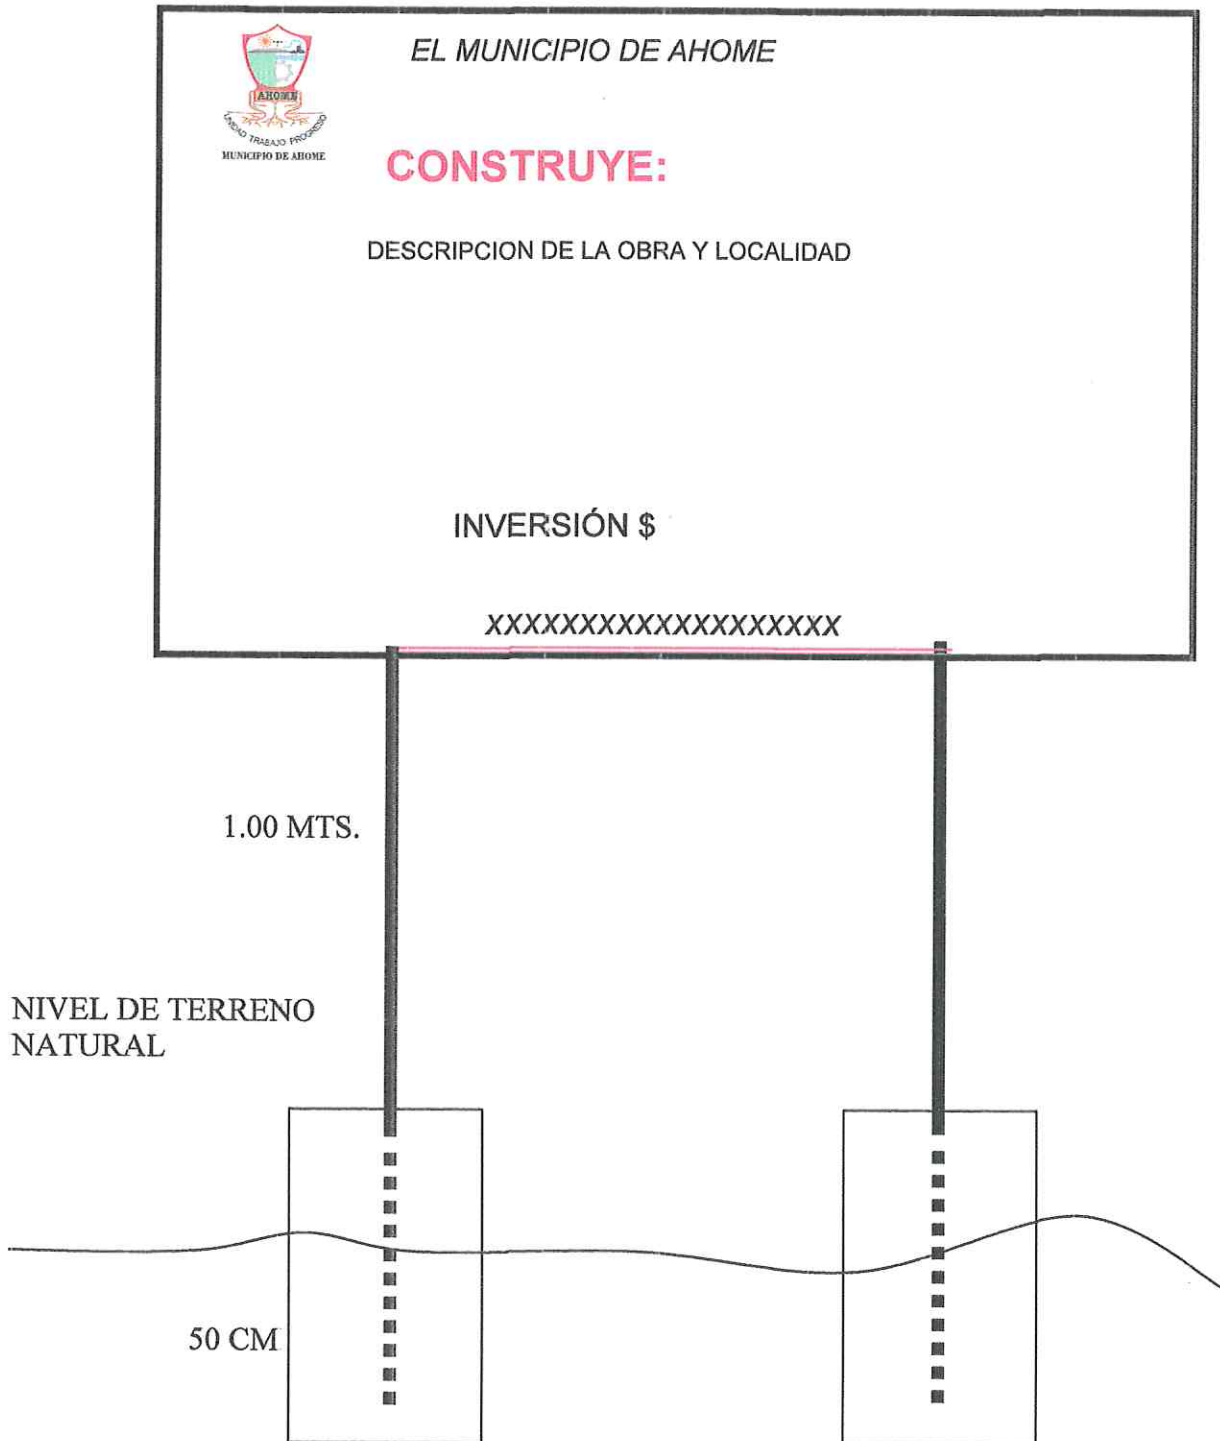 EL MUNICIPIO DE AHOME
AHOME
UNIDAD TRABAJO PROGRESO
MUNICIPIO DE AHOME
CONSTRUYE:
DESCRIPCION DE LA OBRA Y LOCALIDAD
INVERSIÓN $
XXXXXXXXXXXXXXXXXXX
1.00 MTS.
NIVEL DE TERRENO
NATURAL
50 CM